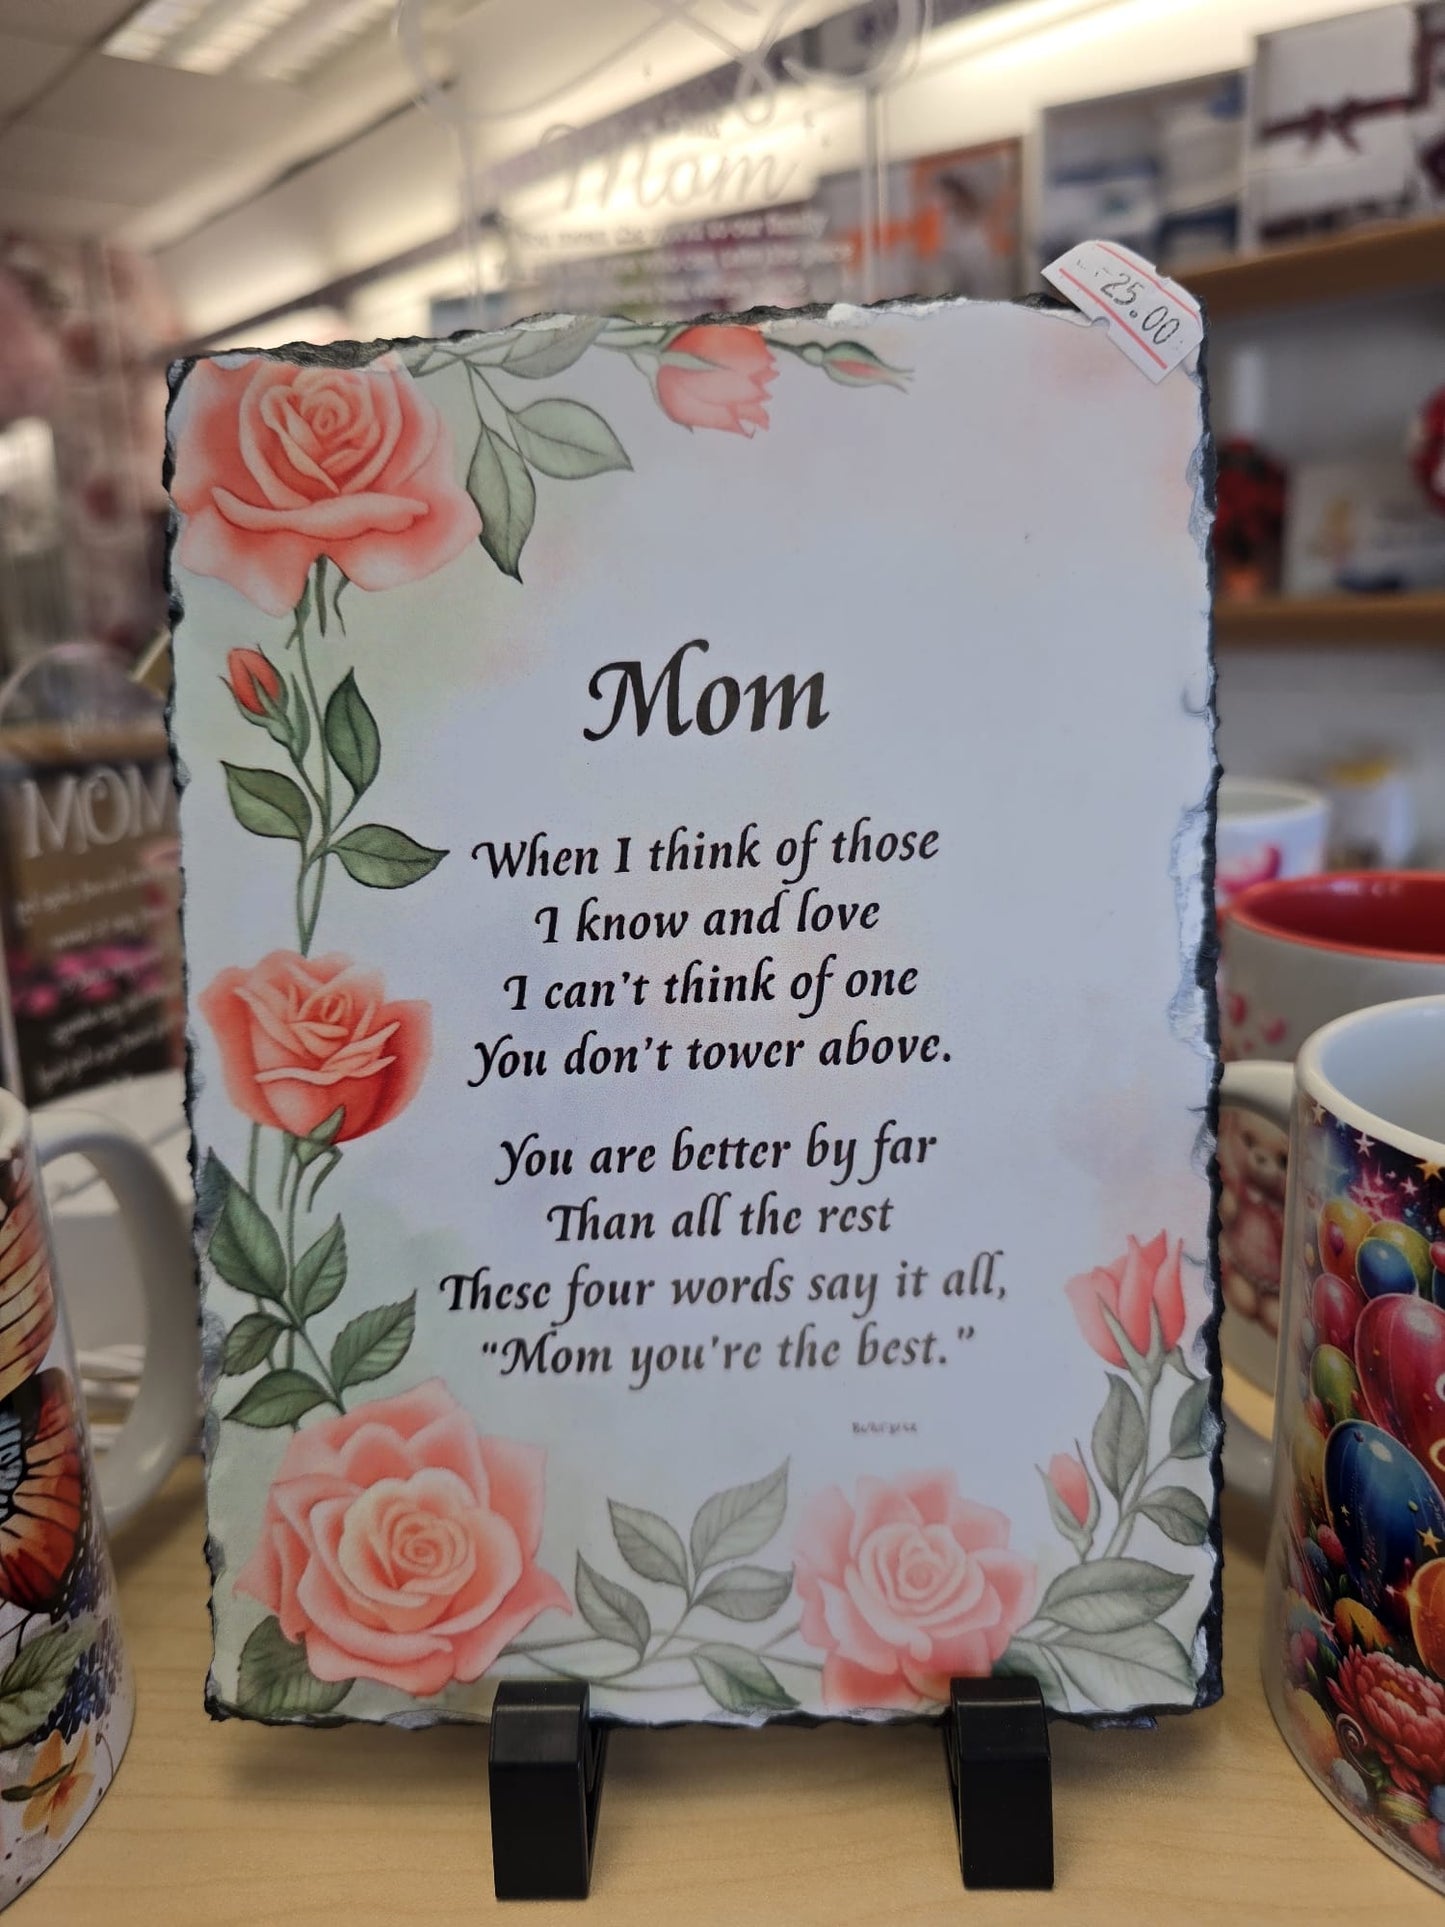 Mom
25.00
Mom
When I think of those
I know and love
I can't think of one
You don't tower above.
You are better by far
Than all the rest
These four words say it all,
"Mom you're the best."
MOM